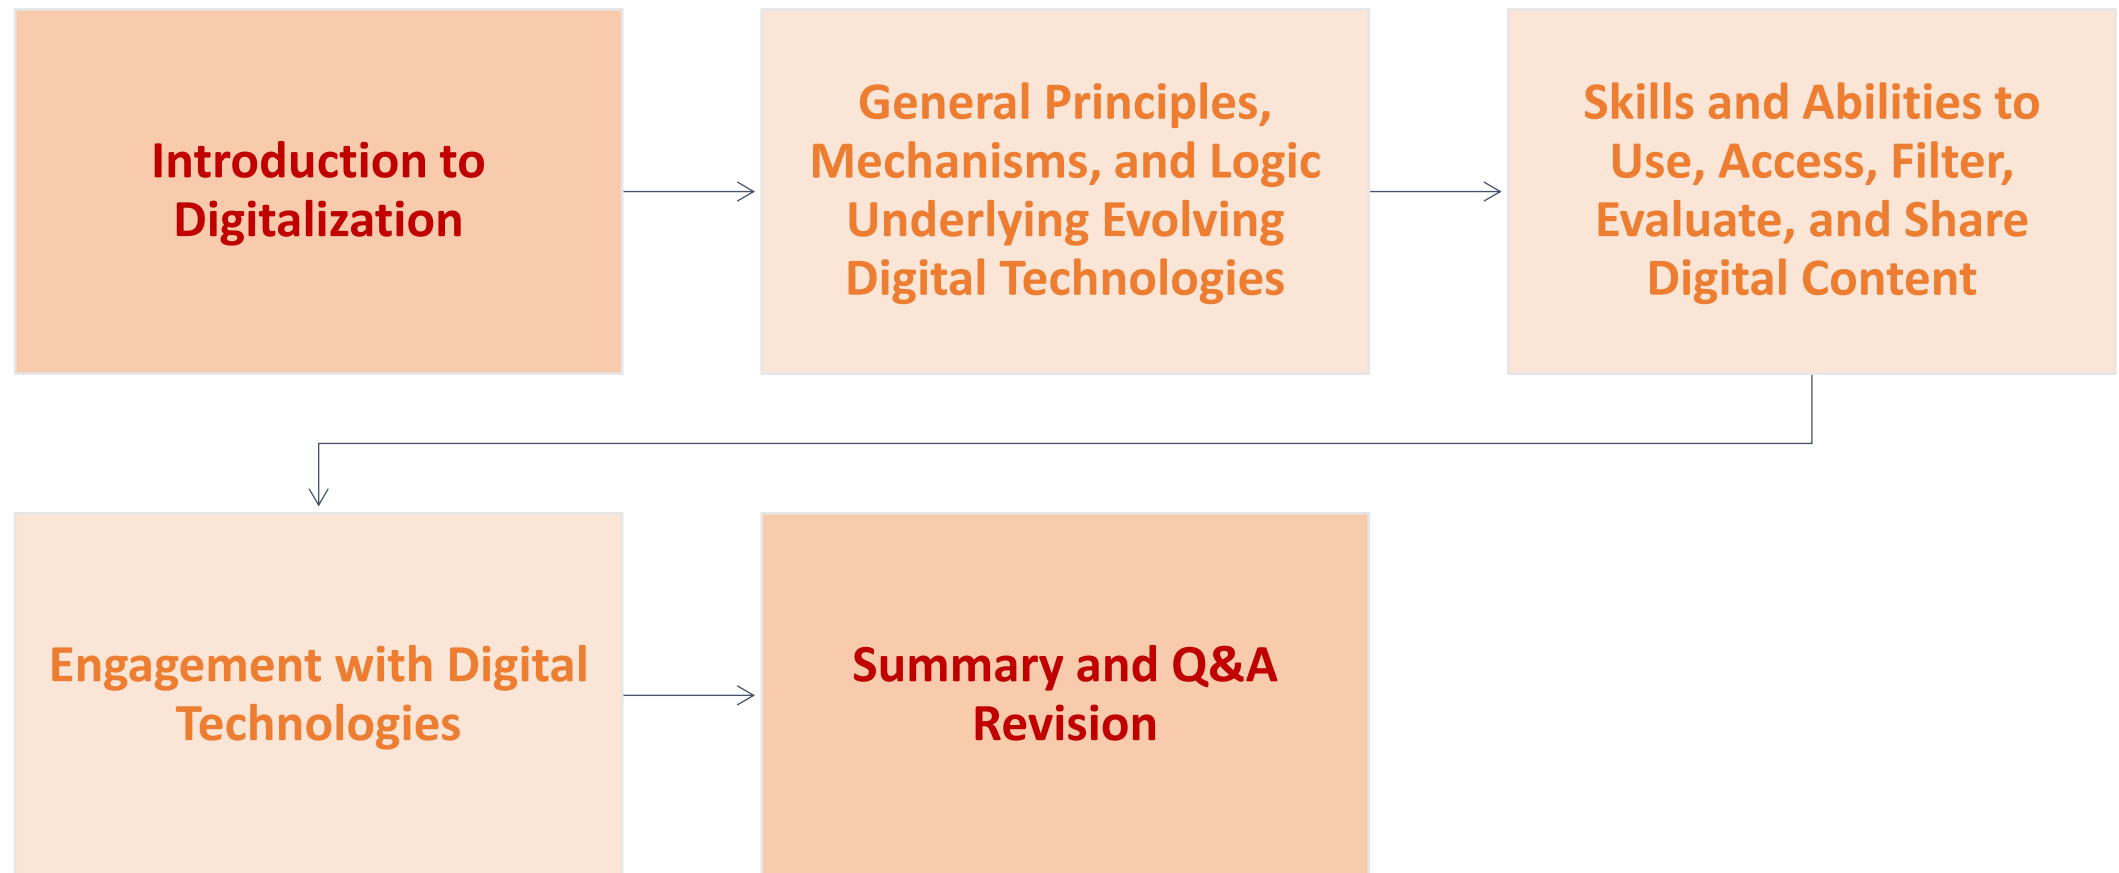 Introduction to
Digitalization
General Principles,
Mechanisms, and Logic
Underlying Evolving
Digital Technologies
Skills and Abilities to
Use, Access, Filter,
Evaluate, and Share
Digital Content
Engagement with Digital
Technologies
Summary and Q&A
Revision